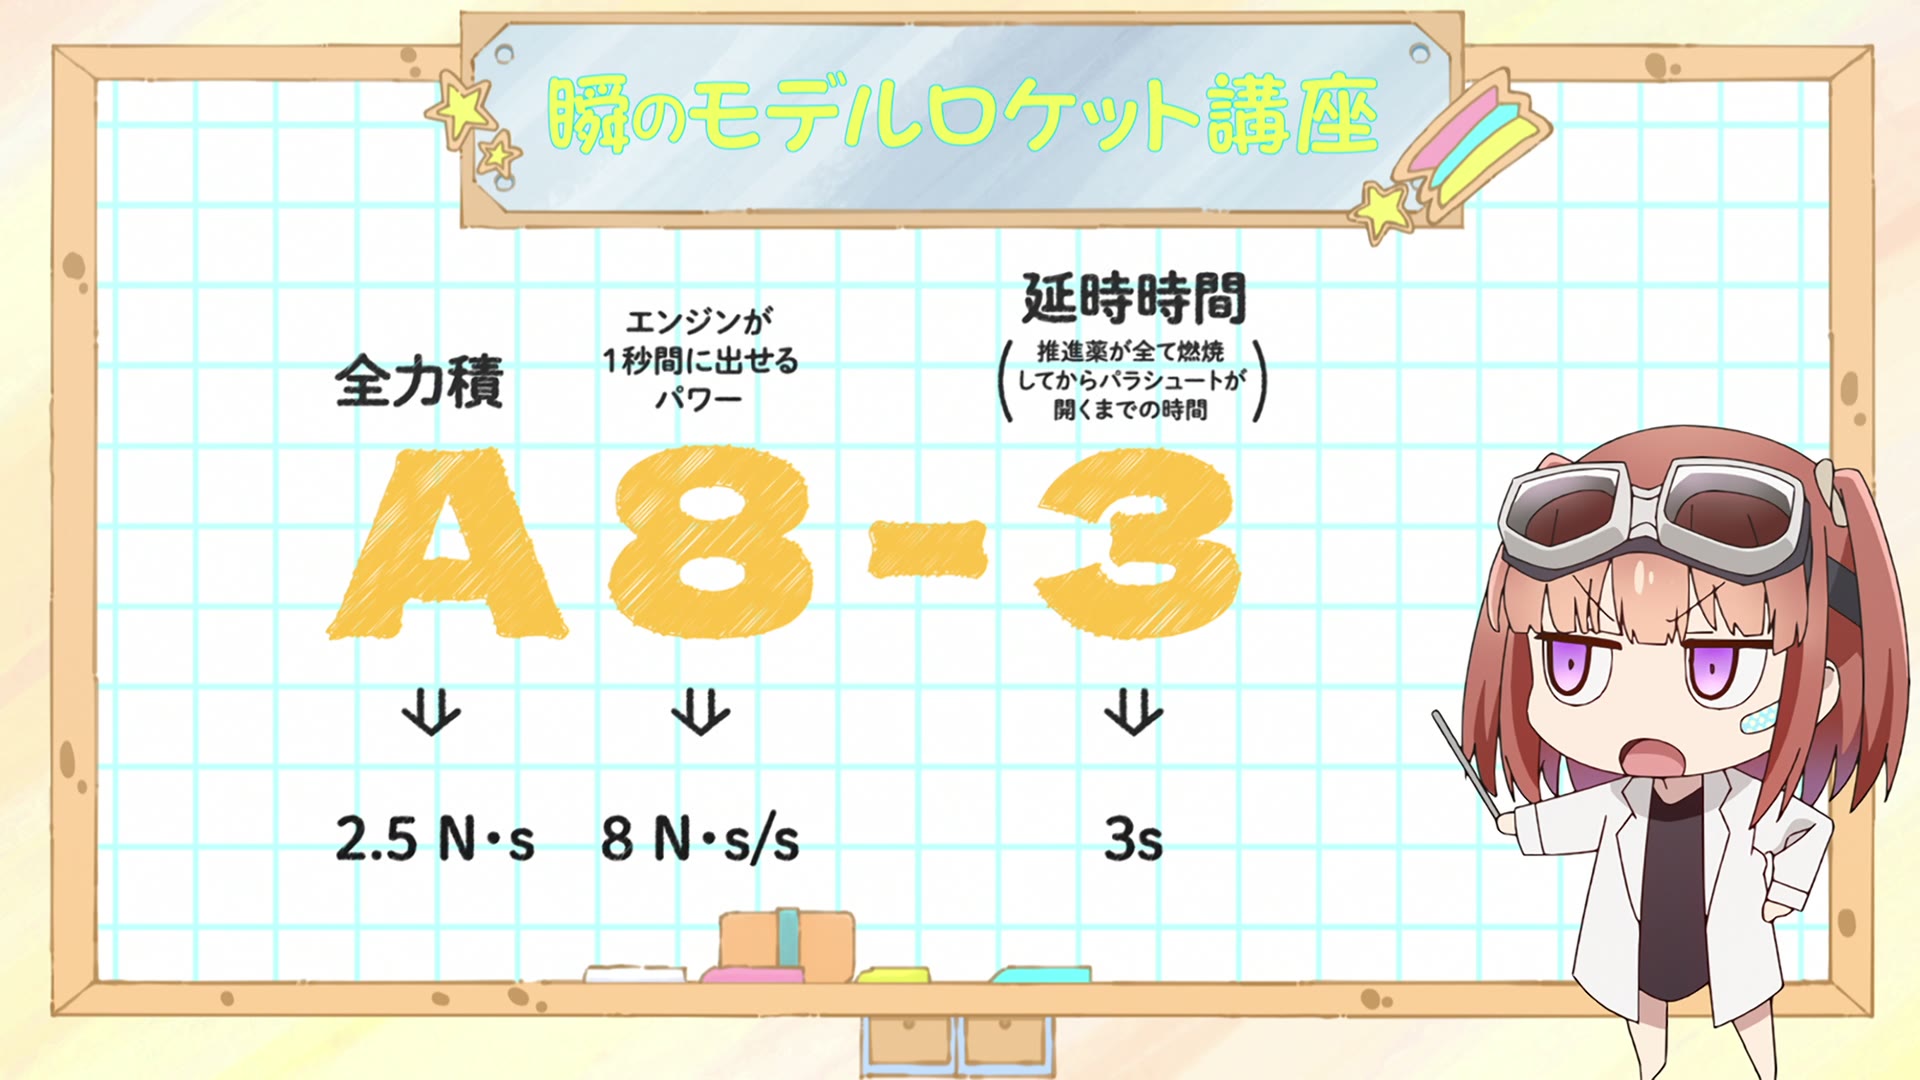 瞬のモデルロケット講座
全力積
エンジンが
1秒間に出せる
パワー
延時時間
(推進薬が全て燃焼
してからパラシュートが
開くまでの時間)
A8-3
⇓ ⇓ ⇓
2.5 N·s 8 N·s/s 3s